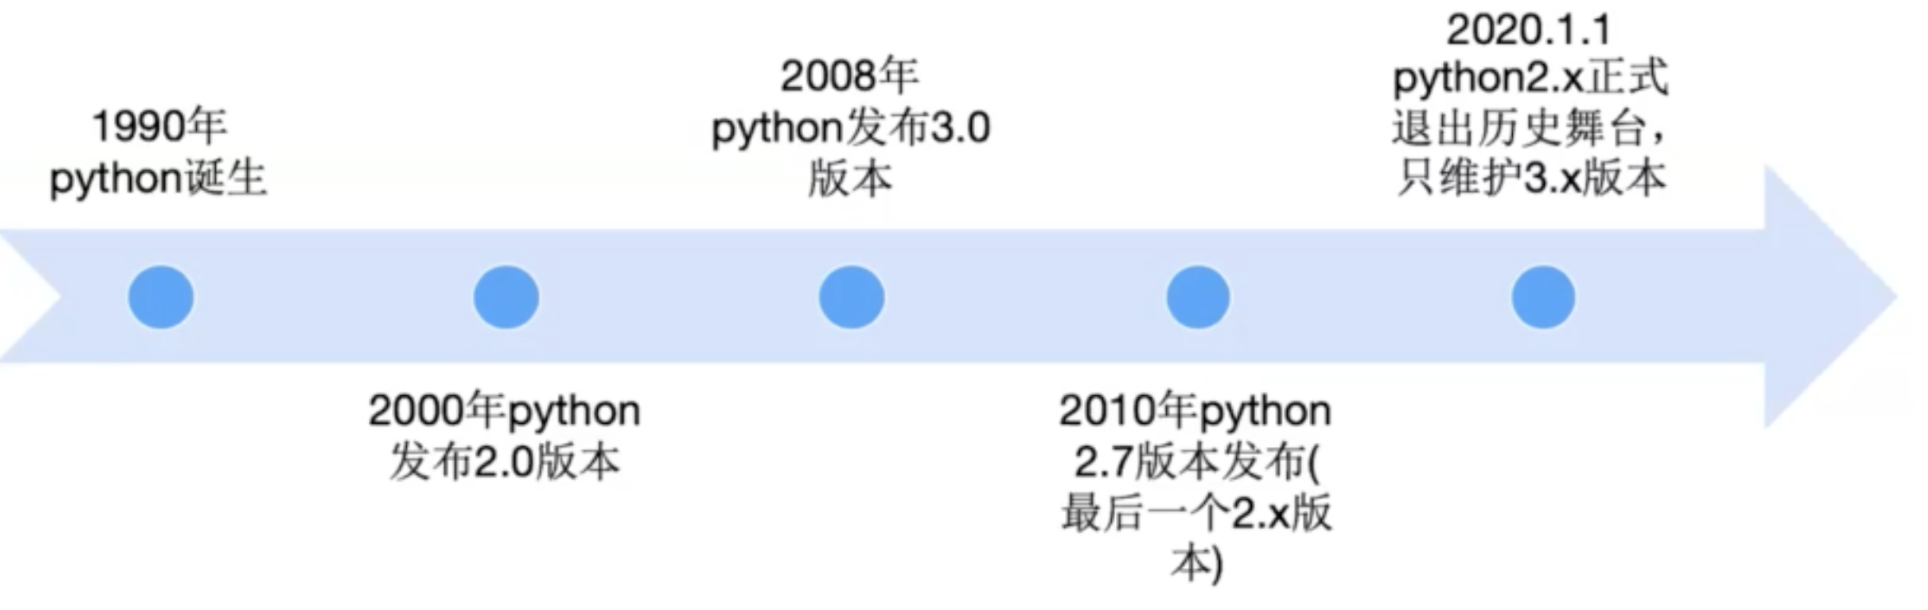 1990年
python诞生
2000年python
发布2.0版本
2008年
python发布3.0
版本
2010年python
2.7版本发布(
最后一个2.x版
本)
2020.1.1
python2.x正式
退出历史舞台，
只维护3.x版本